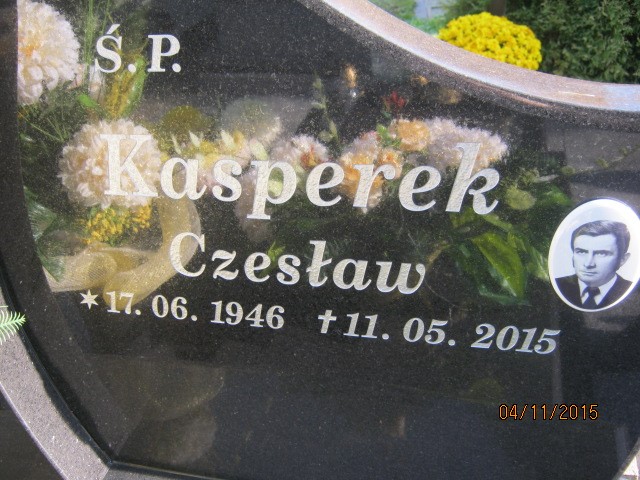 Ś.P.
Kasperek
Czesław
✶17. 06. 1946 ✝11. 05. 2015
04/11/2015